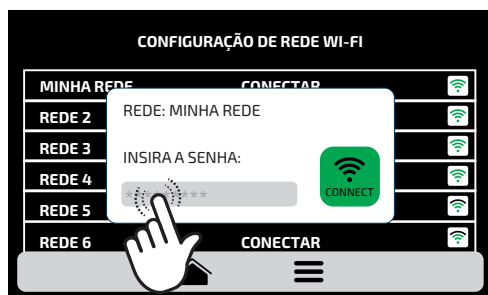 CONFIGURAÇÃO DE REDE WI-FI
MINHA REDE CONECTAR
REDE 2
REDE 3
REDE 4
REDE 5
REDE 6 CONECTAR
REDE: MINHA REDE
INSIRA A SENHA:
*********
CONNECT